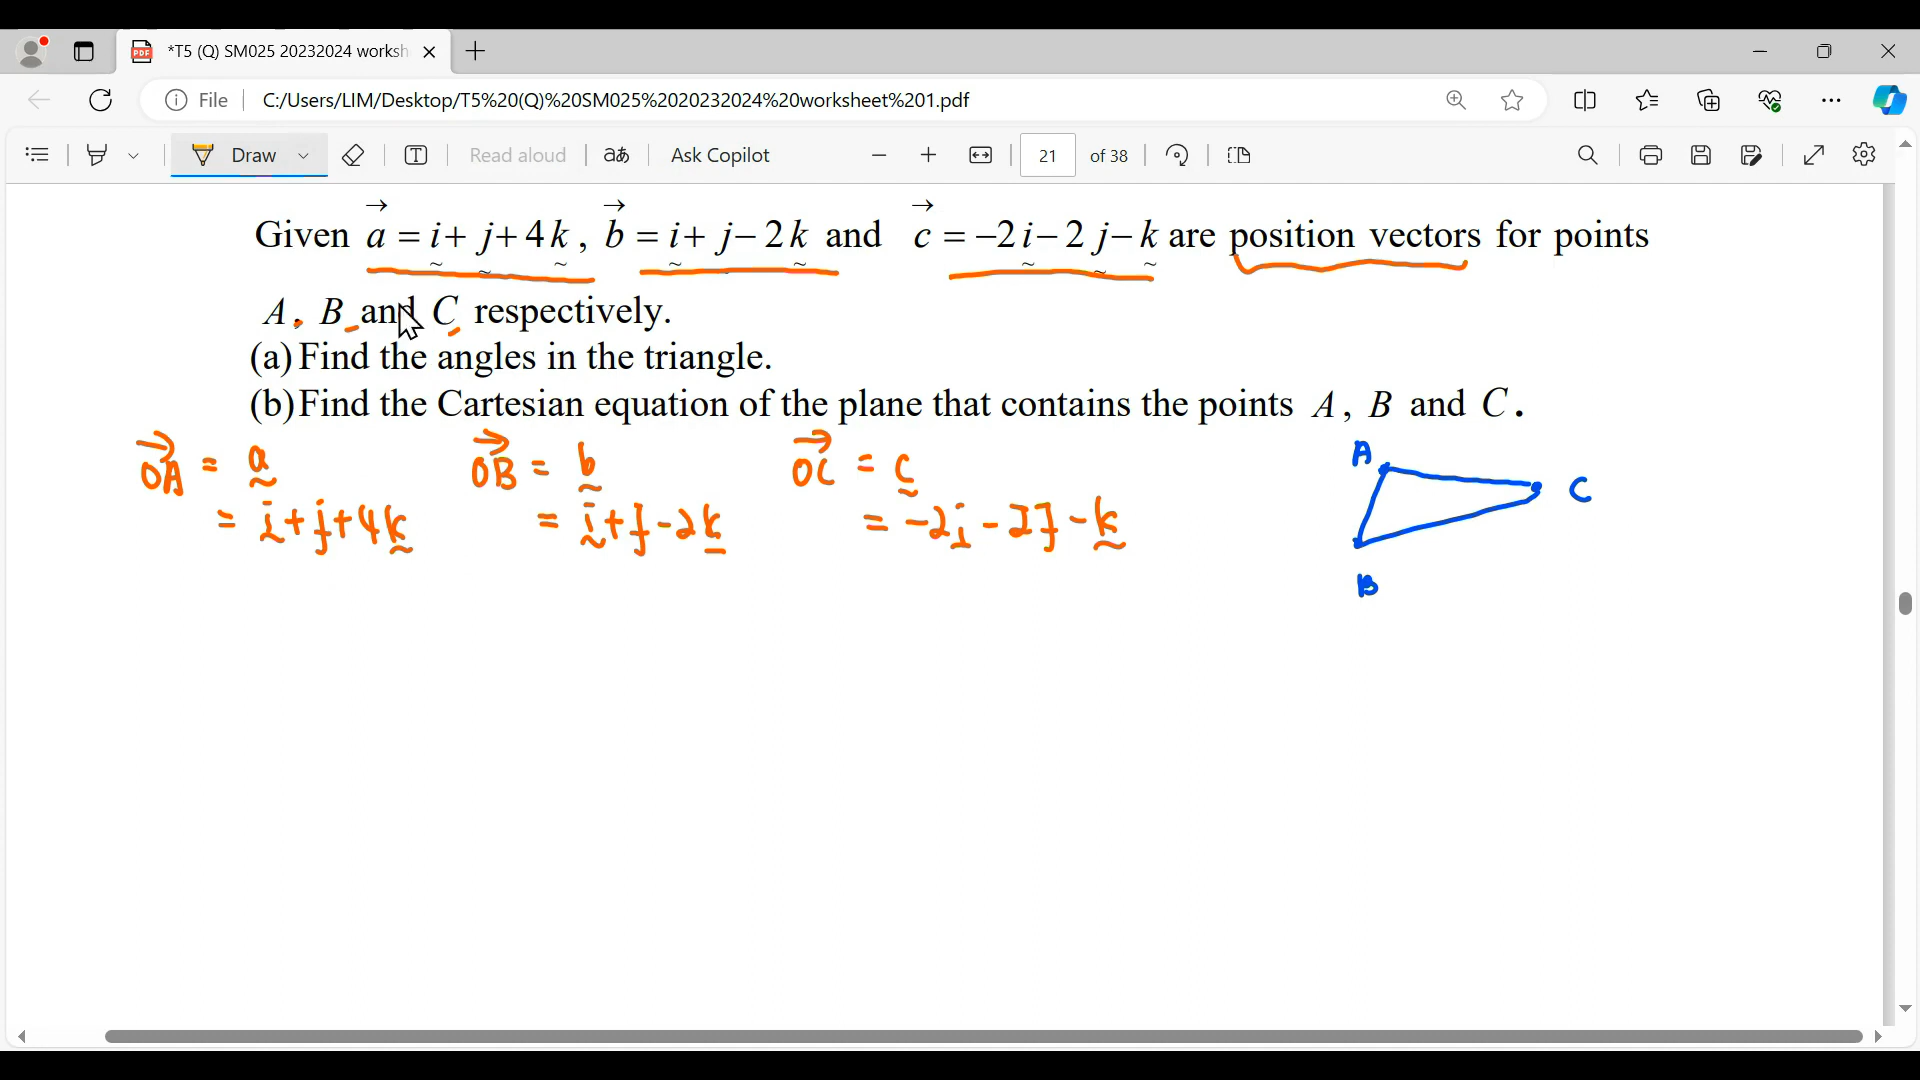 *T5 (Q) SM025 20232024 worksh
File C:/Users/LIM/Desktop/T5%20(Q)%20SM025%2020232024%20worksheet%201.pdf
Draw Read aloud aあ Ask Copilot 21 of 38
Given a = i + j + 4k , b = i + j − 2k and c = −2i − 2j − k are position vectors for points
A, B and C respectively.
(a) Find the angles in the triangle.
(b) Find the Cartesian equation of the plane that contains the points A, B and C.
OA = a OB = b OC = c
= i + j + 4k = i + j - 2k = -2i - 2j - k
A
C
B